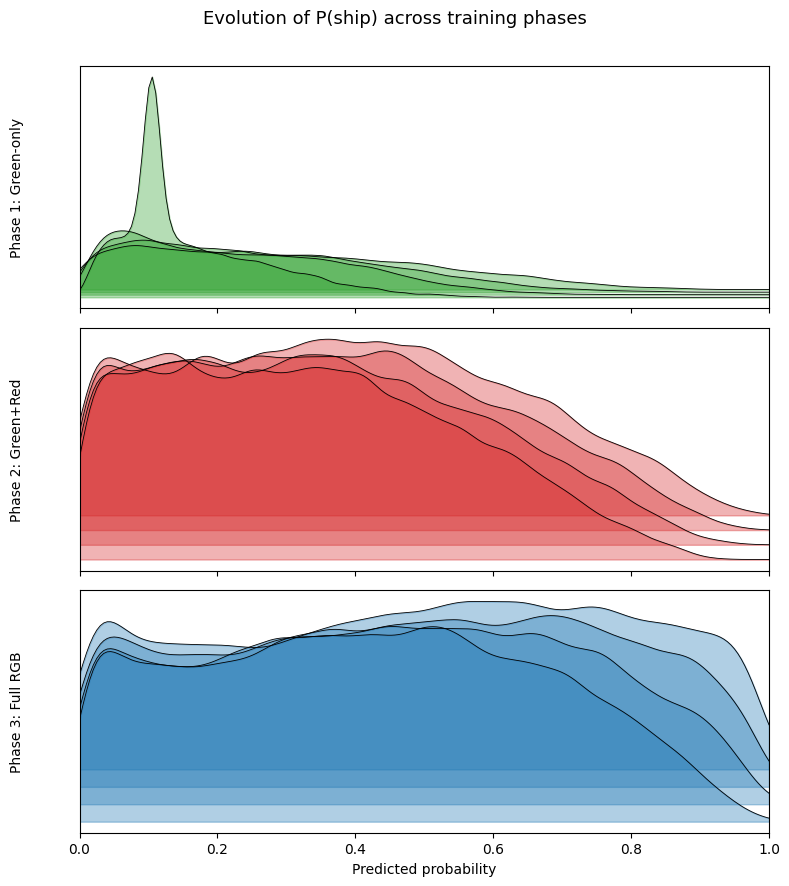 Evolution of P(ship) across training phases
Phase 1: Green-only
Phase 2: Green+Red
Phase 3: Full RGB
0.0 0.2 0.4 0.6 0.8 1.0
Predicted probability